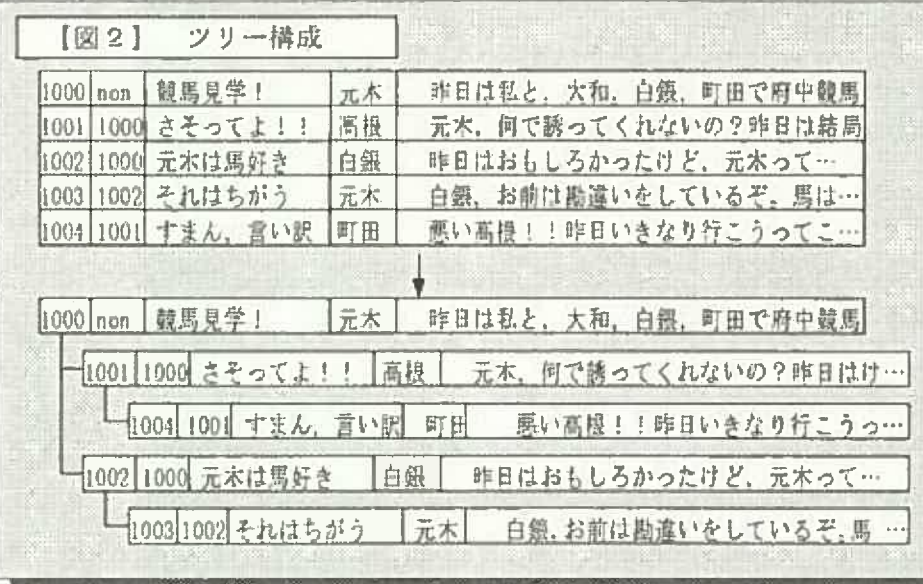 【図2】 ツリー構成
1000 non 競馬見学! 元木 昨日は私と，大和，白銀，町田で府中競馬
1001 1000 さそってよ!! 高根 元木，何で誘ってくれないの?昨日は結局
1002 1000 元木は馬好き 白銀 昨日はおもしろかったけど，元木って…
1003 1002 それはちがう 元木 白銀，お前は勘違いをしているぞ。馬は…
1004 1001 すまん，言い訳 町田 悪い高根!!昨日いきなり行こうってこ…
1000 non 競馬見学! 元木 昨日は私と，大和，白銀，町田で府中競馬
1001 1000 さそってよ!! 高根 元木，何で誘ってくれないの?昨日はけ…
1004 1001 すまん，言い訳 町田 悪い高根!!昨日いきなり行こうっ…
1002 1000 元木は馬好き 白銀 昨日はおもしろかったけど，元木って…
1003 1002 それはちがう 元木 白銀，お前は勘違いをしているぞ。馬…